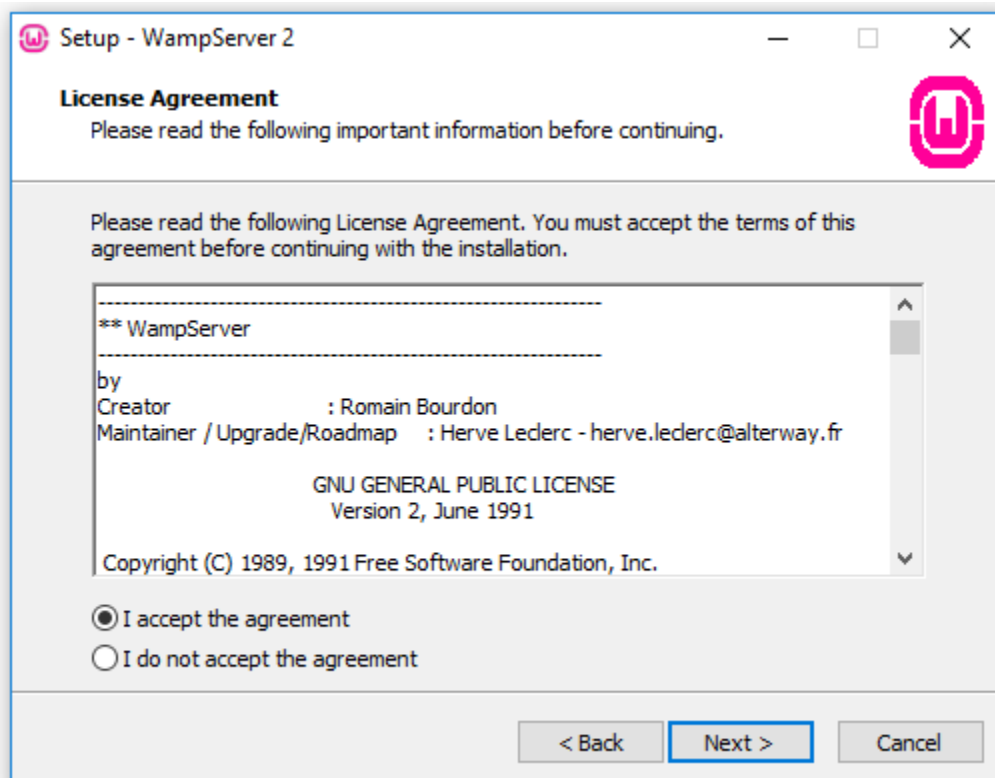 Setup - WampServer 2
License Agreement
Please read the following important information before continuing.
Please read the following License Agreement. You must accept the terms of this
agreement before continuing with the installation.
----------------------------------------------------------------
** WampServer
----------------------------------------------------------------
by
Creator : Romain Bourdon
Maintainer / Upgrade/Roadmap : Herve Leclerc - herve.leclerc@alterway.fr
GNU GENERAL PUBLIC LICENSE
Version 2, June 1991
Copyright (C) 1989, 1991 Free Software Foundation, Inc.
I accept the agreement
I do not accept the agreement
< Back Next > Cancel